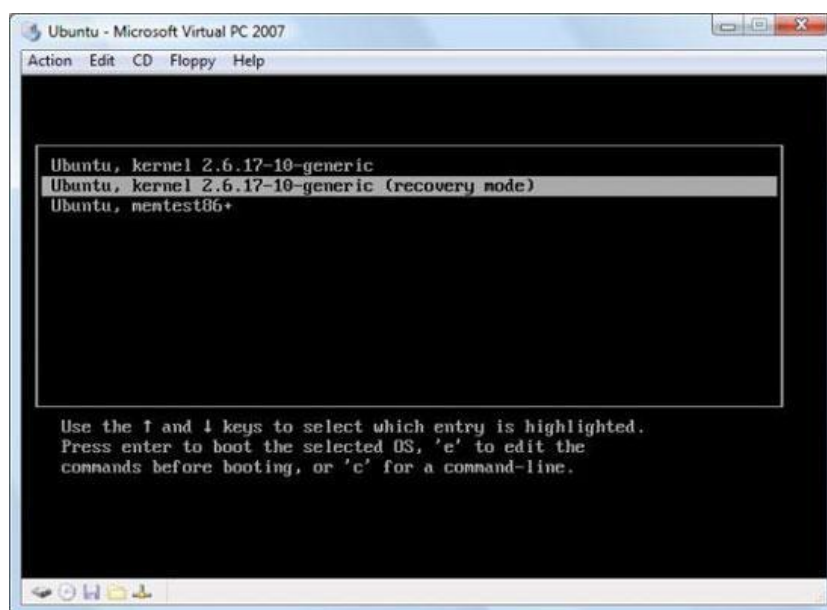 Ubuntu - Microsoft Virtual PC 2007
Action Edit CD Floppy Help
Ubuntu, kernel 2.6.17-10-generic
Ubuntu, kernel 2.6.17-10-generic (recovery mode)
Ubuntu, memtest86+
Use the ↑ and ↓ keys to select which entry is highlighted.
Press enter to boot the selected OS, 'e' to edit the
commands before booting, or 'c' for a command-line.